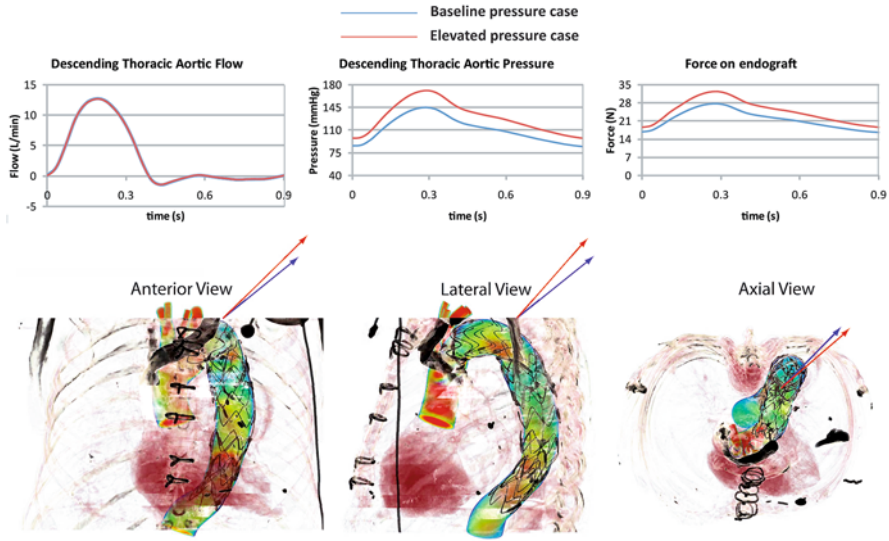 Baseline pressure case
Elevated pressure case
Descending Thoracic Aortic Flow
15
10
5
0
-5
Flow (L/min)
0
0.3
0.6
0.9
time (s)
Descending Thoracic Aortic Pressure
180
145
110
75
40
Pressure (mmHg)
0
0.3
0.6
0.9
time (s)
Force on endograft
35
28
21
14
7
0
Force (N)
0
0.3
0.6
0.9
time (s)
Anterior View
Lateral View
Axial View